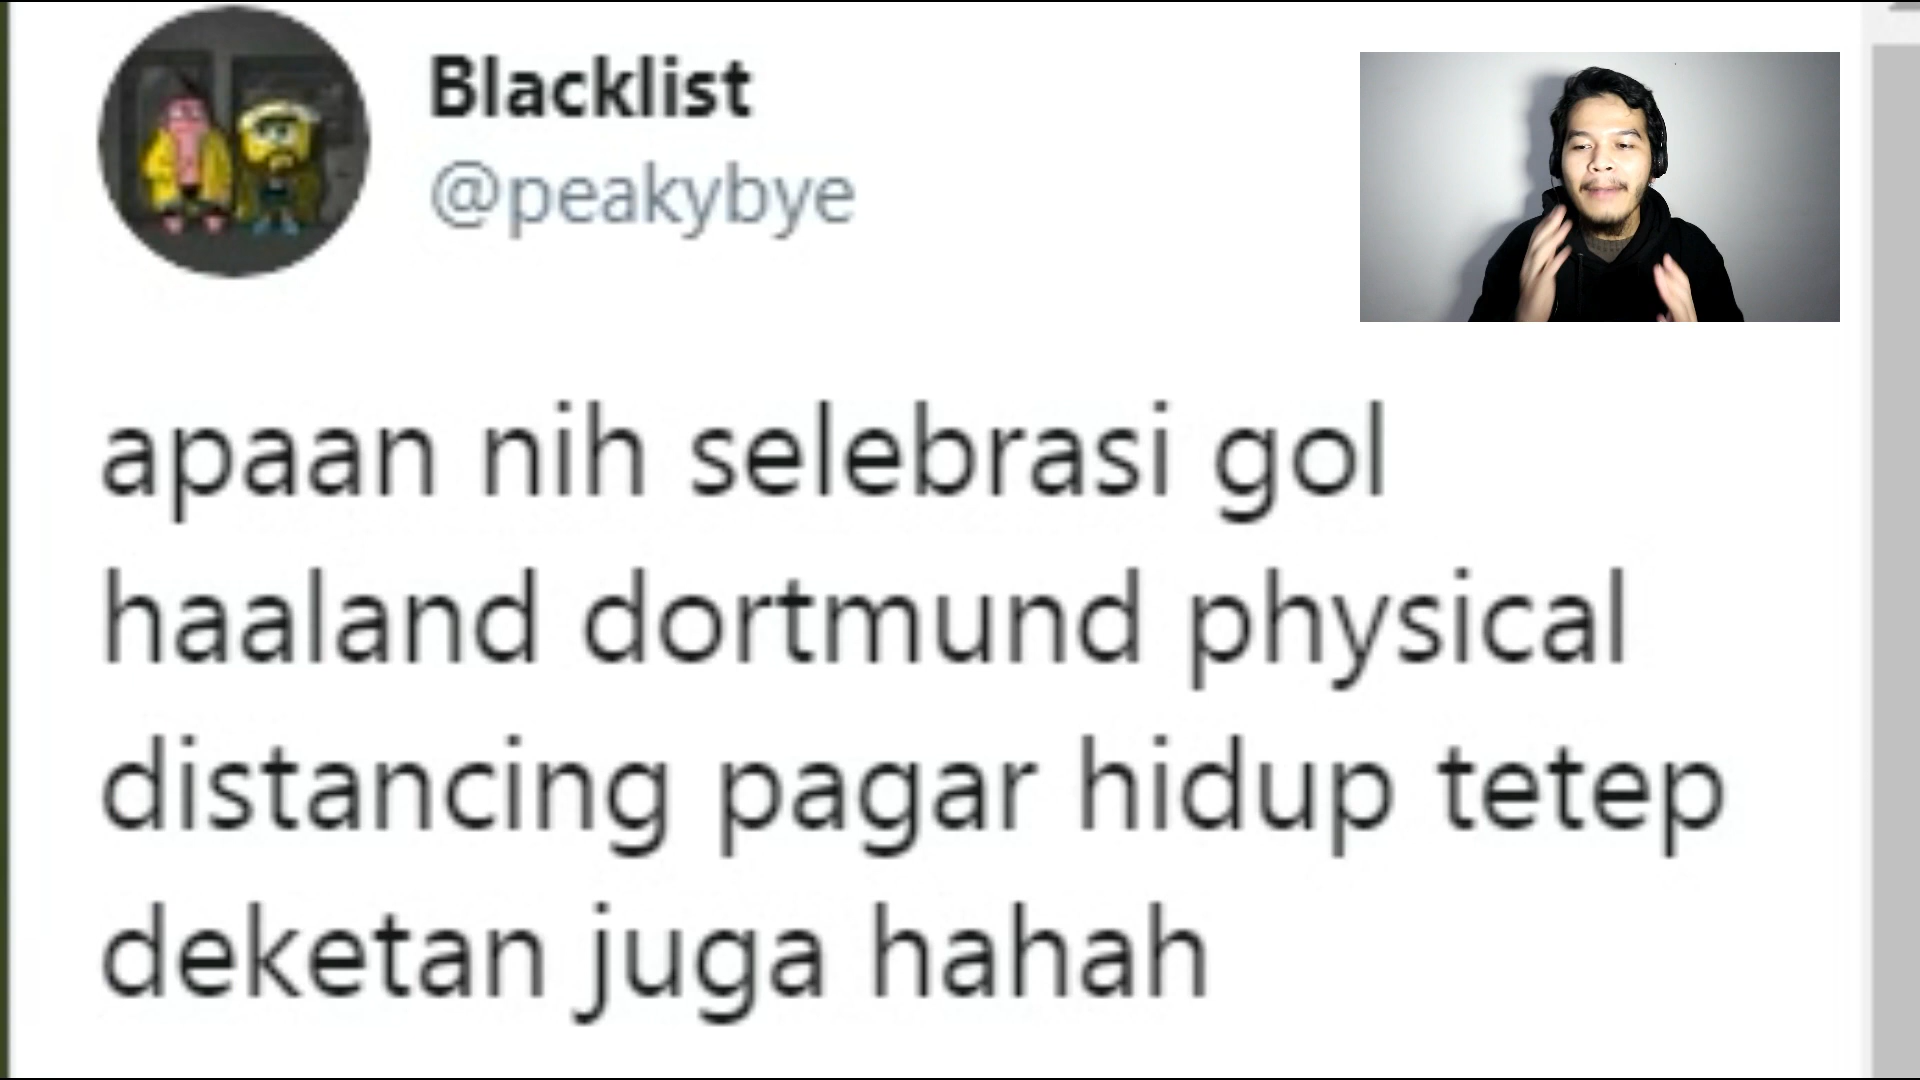 Blacklist
@peakybye
apaan nih selebrasi gol
haaland dortmund physical
distancing pagar hidup tetep
deketan juga hahah